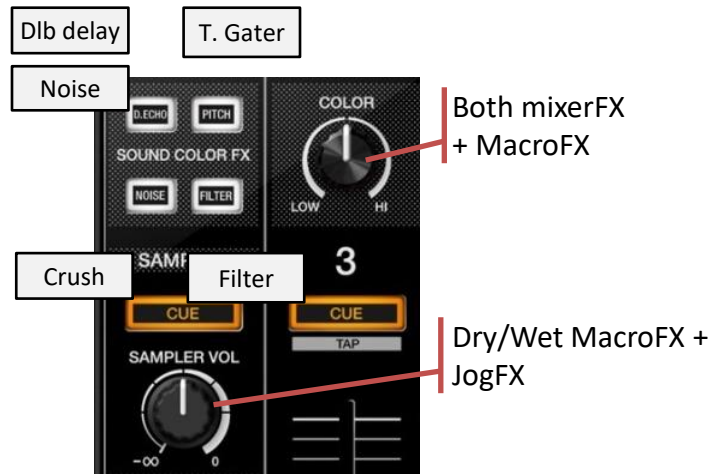 Dlb delay
T. Gater
Noise
D.ECHO
PITCH
COLOR
SOUND COLOR FX
NOISE
FILTER
LOW
HI
Both mixerFX
+ MacroFX
SAMP
3
Crush
Filter
CUE
CUE
TAP
SAMPLER VOL
-∞
0
Dry/Wet MacroFX +
JogFX